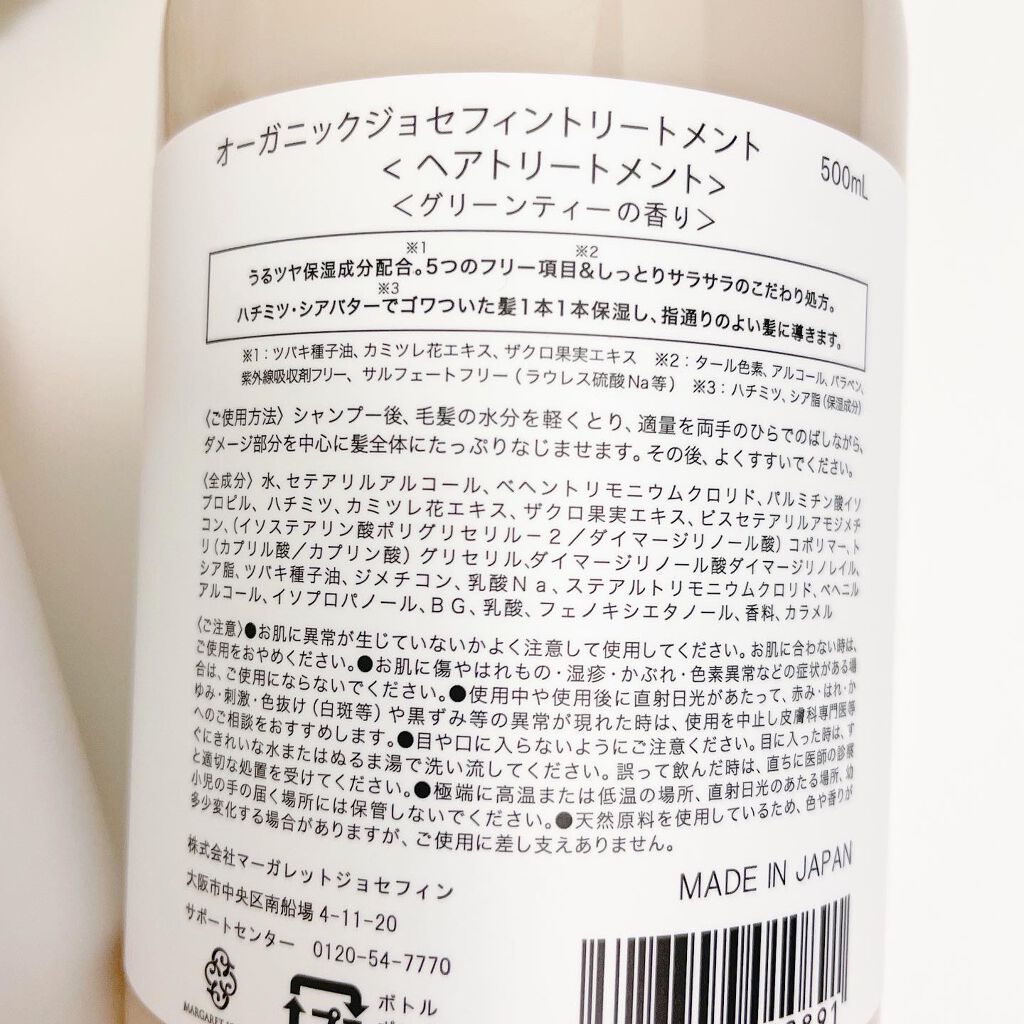 オーガニックジョセフィントリートメント
500mL
＜ヘアトリートメント＞
＜グリーンティーの香り＞
※1 ※2
うるツヤ保湿成分配合。5つのフリー項目&しっとりサラサラのこだわり処方。
※3
ハチミツ・シアバターでゴワついた髪1本1本保湿し、指通りのよい髪に導きます。
※1：ツバキ種子油、カミツレ花エキス、ザクロ果実エキス ※2：タール色素、アルコール、パラベン、
紫外線吸収剤フリー、サルフェートフリー（ラウレス硫酸Na等） ※3：ハチミツ、シア脂（保湿成分）
〈ご使用方法〉シャンプー後、毛髪の水分を軽くとり、適量を両手のひらでのばしながら、
ダメージ部分を中心に髪全体にたっぷりなじませます。その後、よくすすいでください。
〈全成分〉水、セテアリルアルコール、ベヘントリモニウムクロリド、パルミチン酸イソ
プロピル、ハチミツ、カミツレ花エキス、ザクロ果実エキス、ビスセテアリルアモジメチ
コン、（イソステアリン酸ポリグリセリル－2／ダイマージリノール酸）コポリマー、ト
リ（カプリル酸／カプリン酸）グリセリル、ダイマージリノール酸ダイマージリノレイル、
シア脂、ツバキ種子油、ジメチコン、乳酸Na、ステアルトリモニウムクロリド、ベヘニル
アルコール、イソプロパノール、BG、乳酸、フェノキシエタノール、香料、カラメル
〈ご注意〉●お肌に異常が生じていないかよく注意して使用してください。お肌に合わない時は、
ご使用をおやめください。●お肌に傷やはれもの・湿疹・かぶれ・色素異常などの症状がある場
合は、ご使用にならないでください。●使用中や使用後に直射日光があたって、赤み・はれ・か
ゆみ・刺激・色抜け（白斑等）や黒ずみ等の異常が現れた時は、使用を中止し皮膚科専門医等
へのご相談をおすすめします。●目や口に入らないようにご注意ください。目に入った時は、す
ぐにきれいな水またはぬるま湯で洗い流してください。誤って飲んだ時は、直ちに医師の診察
と適切な処置を受けてください。●極端に高温または低温の場所、直射日光のあたる場所、幼
小児の手の届く場所には保管しないでください。●天然原料を使用しているため、色や香りが
多少変化する場合がありますが、ご使用に差し支えありません。
株式会社マーガレットジョセフィン
大阪市中央区南船場 4-11-20
サポートセンター 0120-54-7770
MADE IN JAPAN
MARGARET
プラ
ボトル